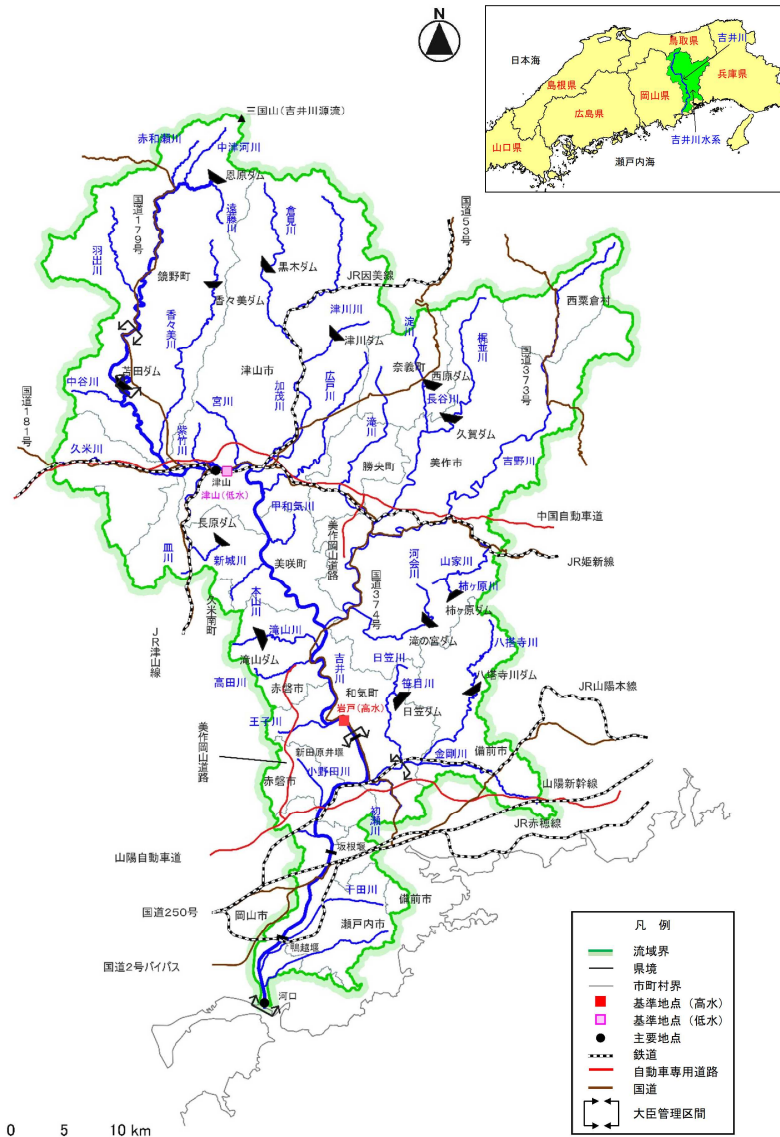 N
鳥取県
吉井川
日本海
兵庫県
島根県
岡山県
広島県
山口県
吉井川水系
瀬戸内海
三国山(吉井川源流)
赤和瀬川
中津河川
恩原ダム
国道179号
遠藤川
倉見川
国道53号
羽出川
鏡野町
黒木ダム
JR因美線
西粟倉村
香々美ダム
香々美川
津川川
淀川
梶並川
津川ダム
国道373号
津山市
奈義町
苫田ダム
中谷川
加茂川
広戸川
西原ダム
宮川
長谷川
国道181号
紫竹川
滝川
久賀ダム
久米川
勝央町
美作市
吉野川
津山
津山(低水)
甲和気川
中国自動車道
長原ダム
美作岡山道路
皿川
新城川
美咲町
河会川
山家川
JR姫新線
国道374号
柿ヶ原川
久米南町
本山川
柿ヶ原ダム
JR津山線
滝山川
滝の宮ダム
八塔寺川
滝山ダム
吉井川
日笠川
高田川
笹目川
八塔寺川ダム
赤磐市
和気町
JR山陽本線
岩戸(高水)
日笠ダム
王子川
美作岡山道路
新田原井堰
金剛川
備前市
小野田川
赤磐市
山陽新幹線
初瀬川
JR赤穂線
坂根堰
山陽自動車道
干田川
備前市
国道250号
岡山市
瀬戸内市
鴨越堰
国道2号バイパス
河口
凡 例
流域界
県境
市町村界
基準地点(高水)
基準地点(低水)
主要地点
鉄道
自動車専用道路
国道
大臣管理区間
0 5 10 km